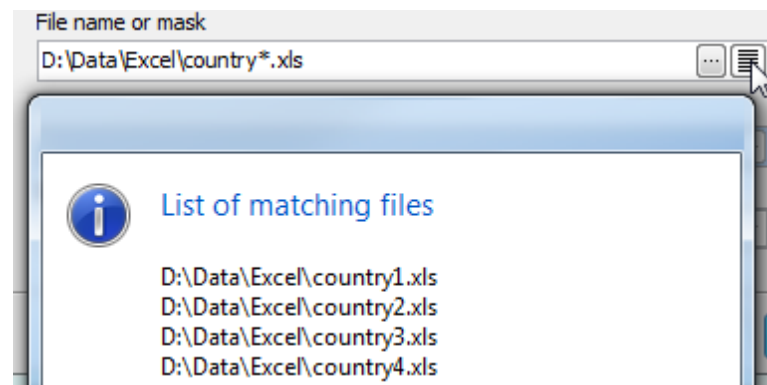 File name or mask
D:\Data\Excel\country*.xls
List of matching files
D:\Data\Excel\country1.xls
D:\Data\Excel\country2.xls
D:\Data\Excel\country3.xls
D:\Data\Excel\country4.xls